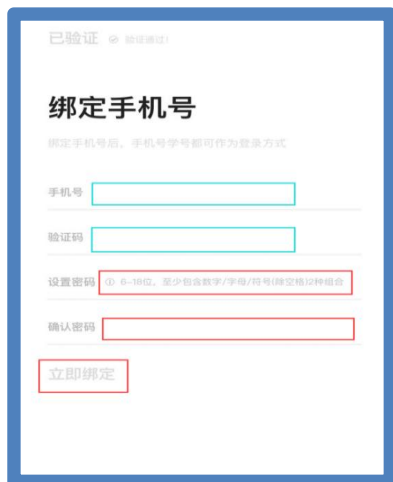 已验证 验证通过!
绑定手机号
绑定手机号后，手机号学号都可作为登录方式
手机号
验证码
设置密码 ① 6-18位，至少包含数字/字母/符号(除空格)2种组合
确认密码
立即绑定